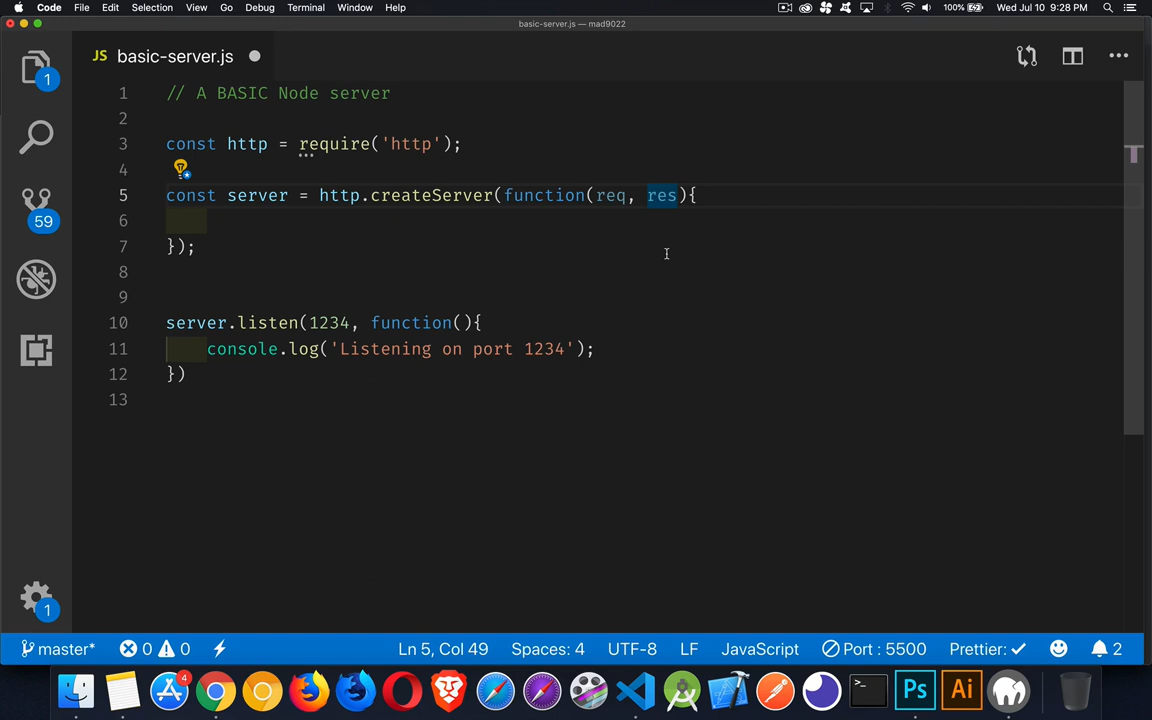 Code File Edit Selection View Go Debug Terminal Window Help 100% Wed Jul 10 9:28 PM
basic-server.js — mad9022
JS basic-server.js
1 // A BASIC Node server
2
3 const http = require('http');
4
5 const server = http.createServer(function(req, res){
6
7 });
8
9
10 server.listen(1234, function(){
11 console.log('Listening on port 1234');
12 })
13
1
59
1
master* 0 0 Ln 5, Col 49 Spaces: 4 UTF-8 LF JavaScript Port : 5500 Prettier: ✓ 2
4
>_
Ps
Ai